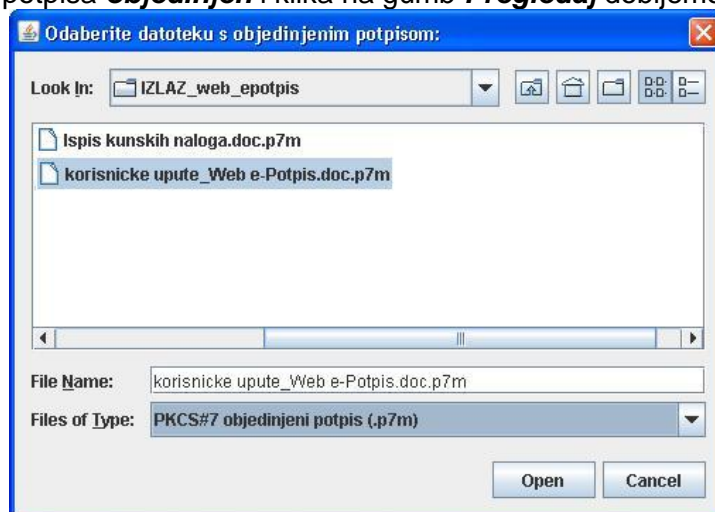 potpisa objedinjen i klika na gumb Pregledaj dobijemo
Odaberite datoteku s objedinjenim potpisom:
Look In: IZLAZ_web_epotpis
Ispis kunskih naloga.doc.p7m
korisnicke upute_Web e-Potpis.doc.p7m
File Name: korisnicke upute_Web e-Potpis.doc.p7m
Files of Type: PKCS#7 objedinjeni potpis (.p7m)
Open Cancel